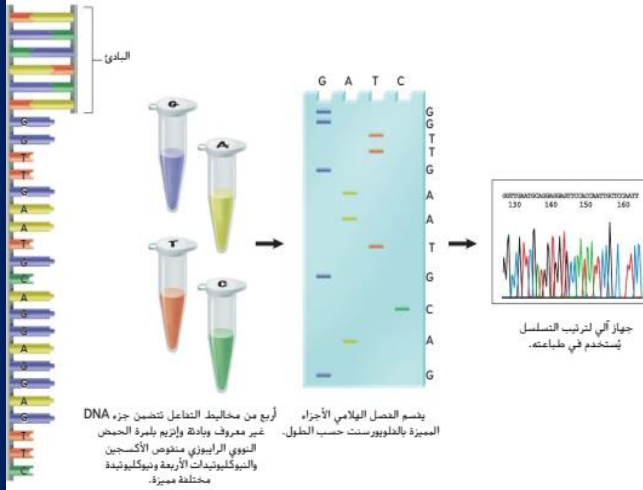 البادئ
G
G
T
T
G
A
A
T
G
C
A
G
G
A
G
G
A
G
T
T
C
G
A
T
C
G A T C
G
G
T
T
G
A
A
T
G
C
A
G
GGTTGAATGCAGGAGGAGTTCCACCAATTGCTCCAATT
130 140 150 160
جهاز آلي لترتيب التسلسل
يُستخدم في طباعته.
يقسم الفصل الهلامي الأجزاء
المميزة بالفلويورسنت حسب الطول.
أربع من مخاليط التفاعل تتضمن جزء DNA
غير معروف وبادئة وإنزيم بلمرة الحمض
النووي الرايبوزي منقوص الأكسجين
والنيوكليوتيدات الأربعة ونيوكليوتيدة
مختلفة مميزة.